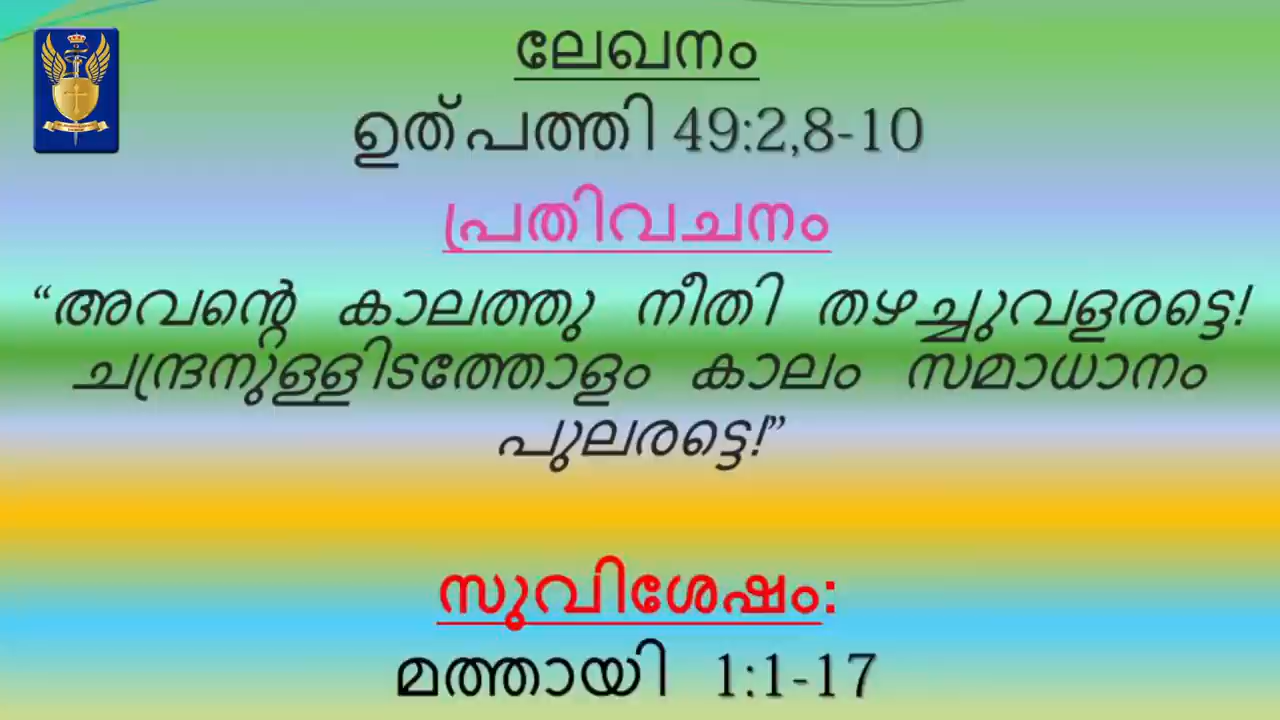 ലേഖനം
ഉത്പത്തി 49:2,8-10
പ്രതിവചനം
“അവന്റെ കാലത്തു നീതി തഴച്ചുവളരട്ടെ!
ചന്ദ്രനുള്ളിടത്തോളം കാലം സമാധാനം
പുലരട്ടെ!”
സുവിശേഷം:
മത്തായി 1:1-17